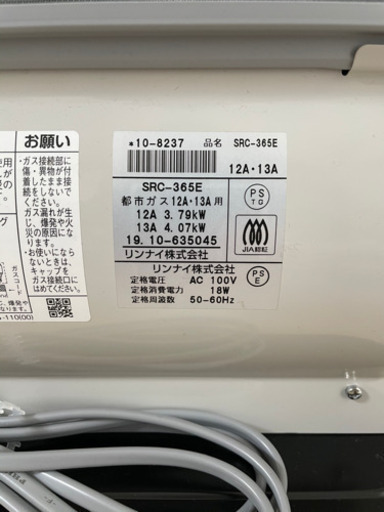 お願い
・ガス接続部に
傷・異物が付
着したまま接続
しないでください。
ガス漏れが生
じ、爆発や火
災の原因にな
ります。
・お使いになら
ないときは、
キャップを
ガス接続口に
はめてください。
ガスコード
-110(00)
*10-8237 品名 SRC-365E
12A・13A
SRC-365E
都市ガス12A・13A用
12A 3.79kW
13A 4.07kW
19.10-635045
リンナイ株式会社
PS
TG
JIA認証
リンナイ株式会社
定格電圧 AC 100V
定格消費電力 18W
定格周波数 50-60Hz
PS
E